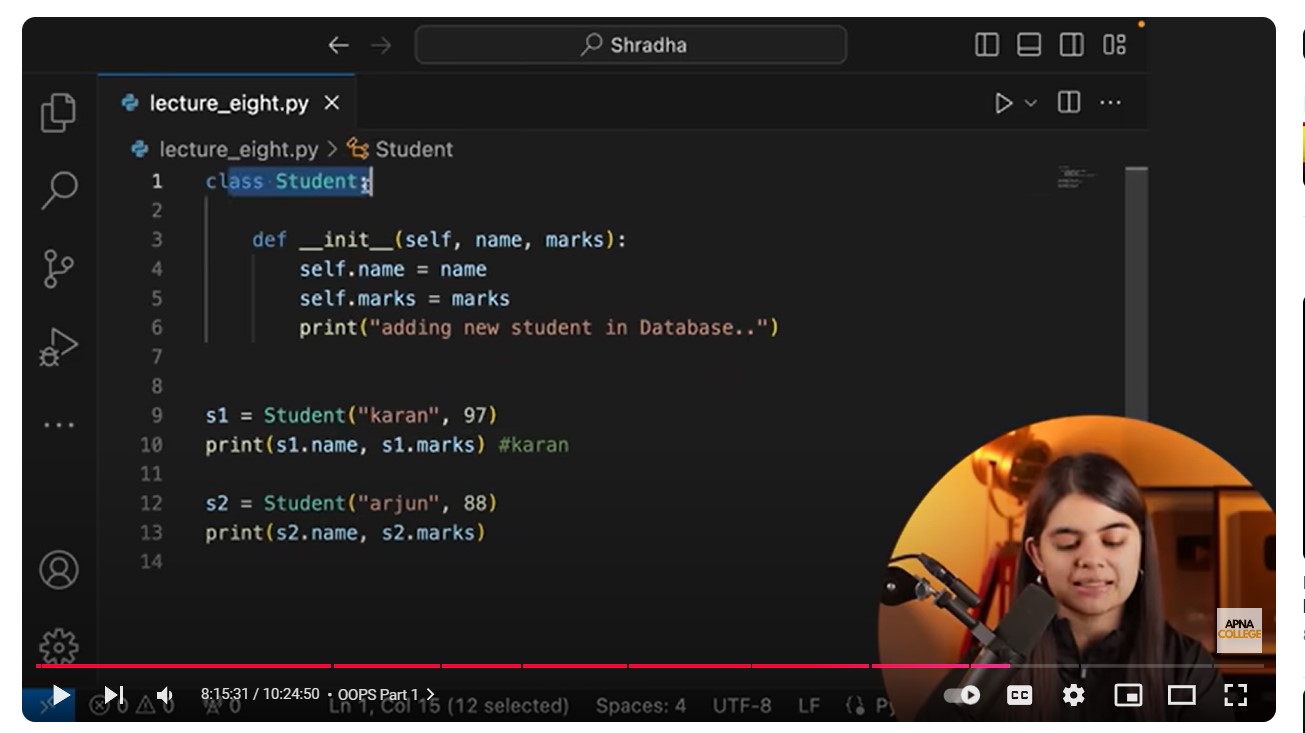 Shradha
lecture_eight.py
lecture_eight.py > Student
1 class Student:
2
3 def __init__(self, name, marks):
4 self.name = name
5 self.marks = marks
6 print("adding new student in Database..")
7
8
9 s1 = Student("karan", 97)
10 print(s1.name, s1.marks) #karan
11
12 s2 = Student("arjun", 88)
13 print(s2.name, s2.marks)
14
APNA
COLLEGE
8:15:31 / 10:24:50 • OOPS Part 1 >
CC
0 0 0 Ln 1, Col 15 (12 selected) Spaces: 4 UTF-8 LF